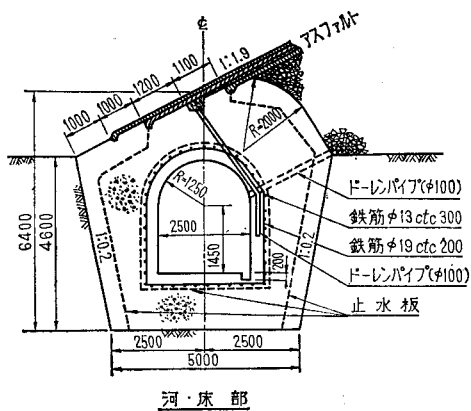 ℄
アスファルト
1:1.9
1100
1200
1000
1000
R=2000
6400
4600
1:0.2
R=1250
2500
1450
200
1:0.2
ドーレンパイプ(φ100)
鉄筋φ13 ctc 300
鉄筋φ19 ctc 200
ドーレンパイプ(φ100)
止水板
2500
2500
5000
河・床部